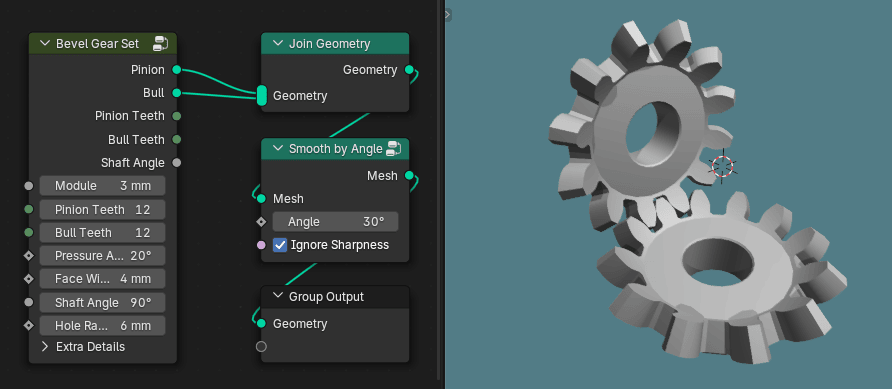 Bevel Gear Set
Pinion
Bull
Pinion Teeth
Bull Teeth
Shaft Angle
Module 3 mm
Pinion Teeth 12
Bull Teeth 12
Pressure A... 20°
Face Wi... 4 mm
Shaft Angle 90°
Hole Ra... 6 mm
Extra Details
Join Geometry
Geometry
Geometry
Smooth by Angle
Mesh
Mesh
Angle 30°
Ignore Sharpness
Group Output
Geometry